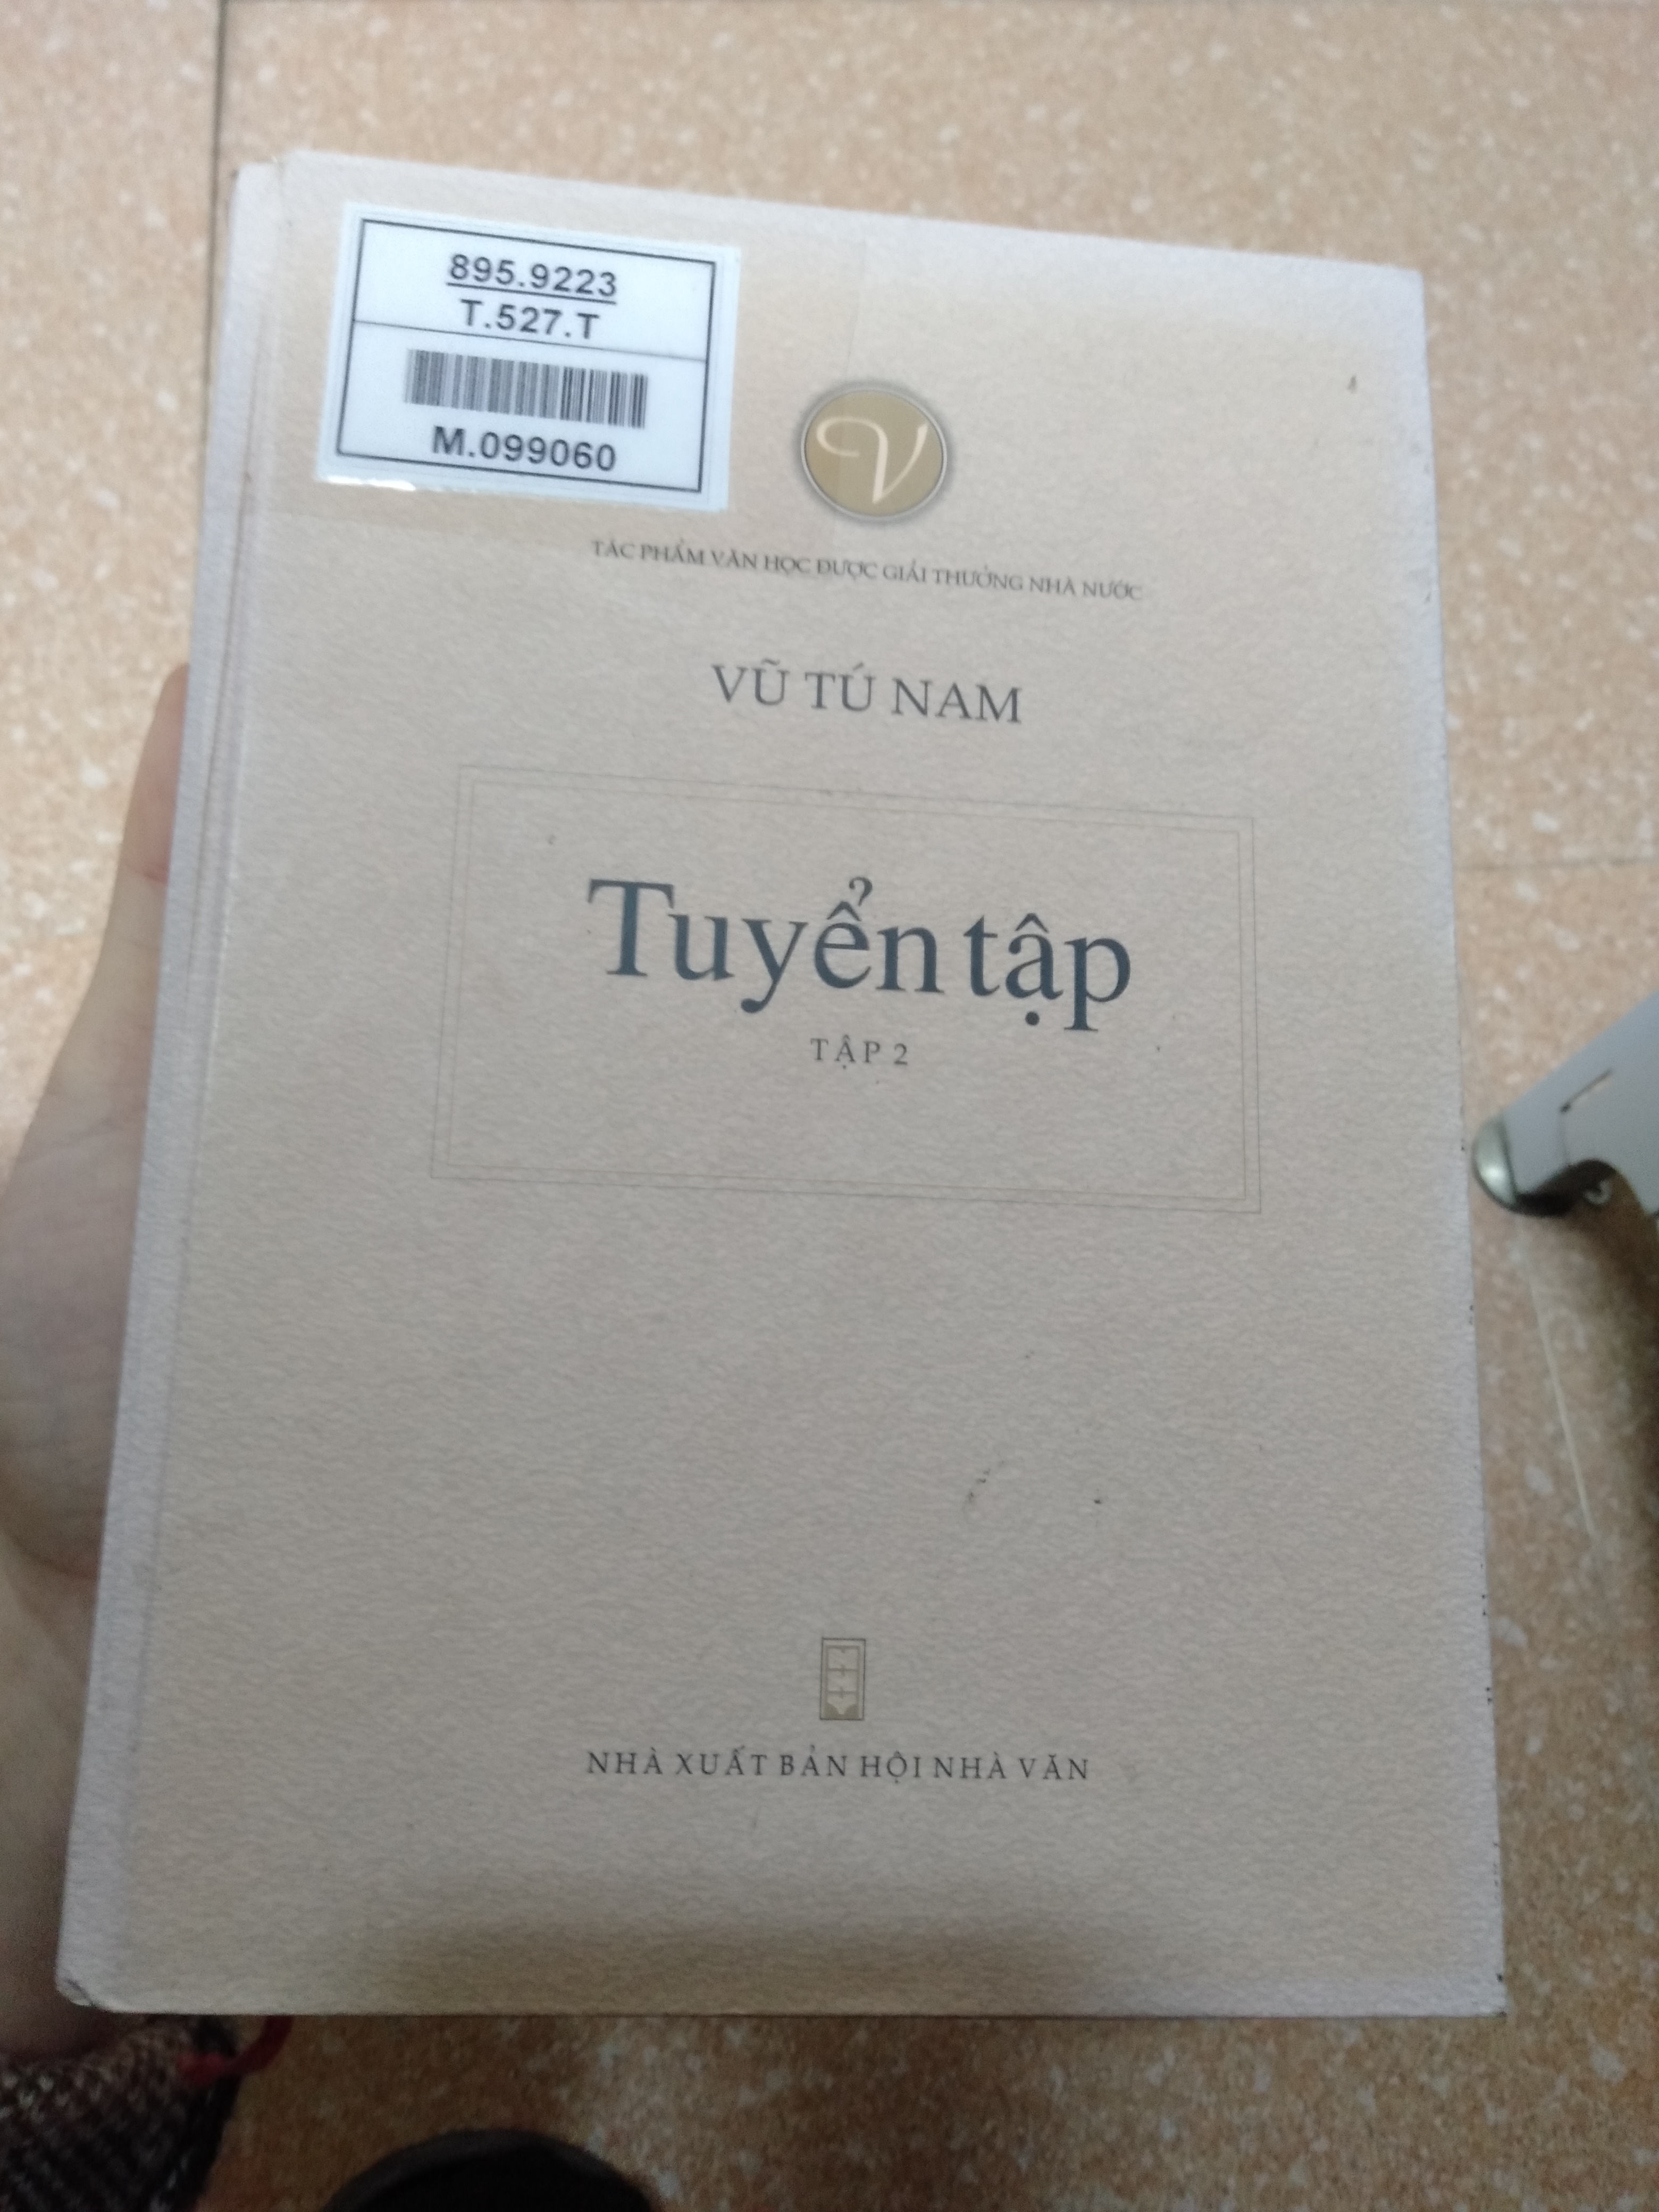 895.9223
T.527.T
M.099060
V
TÁC PHẨM VĂN HỌC ĐƯỢC GIẢI THƯỞNG NHÀ NƯỚC
VŨ TÚ NAM
Tuyển tập
TẬP 2
NHÀ XUẤT BẢN HỘI NHÀ VĂN